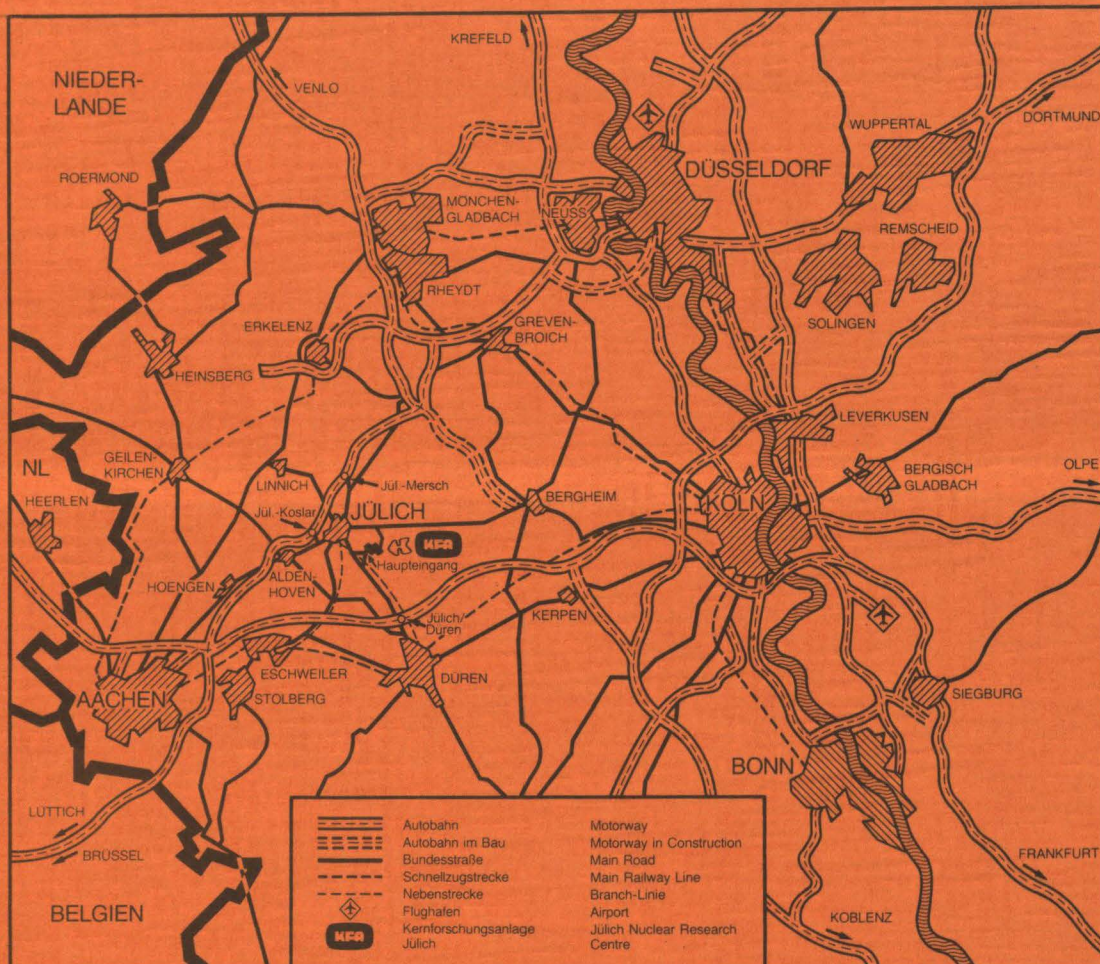 KREFELD
NIEDER-
LANDE
VENLO
DORTMUND
WUPPERTAL
DÜSSELDORF
ROERMOND
MÖNCHEN-
GLADBACH
NEUSS
REMSCHEID
RHEYDT
SOLINGEN
ERKELENZ
GREVEN-
BROICH
HEINSBERG
LEVERKUSEN
NL
GEILEN-
KIRCHEN
LINNICH
Jül.-Mersch
BERGISCH
GLADBACH
OLPE
HEERLEN
BERGHEIM
KÖLN
Jül.-Koslar
JÜLICH
KFA
Haupteingang
HOENGEN
ALDEN-
HOVEN
KERPEN
Jülich/
Düren
ESCHWEILER
DÜREN
AACHEN
STOLBERG
SIEGBURG
BONN
LÜTTICH
BRÜSSEL
FRANKFURT
BELGIEN
KOBLENZ
Autobahn Motorway
Autobahn im Bau Motorway in Construction
Bundesstraße Main Road
Schnellzugstrecke Main Railway Line
Nebenstrecke Branch-Linie
Flughafen Airport
KFA Kernforschungsanlage Jülich Nuclear Research
Jülich Centre